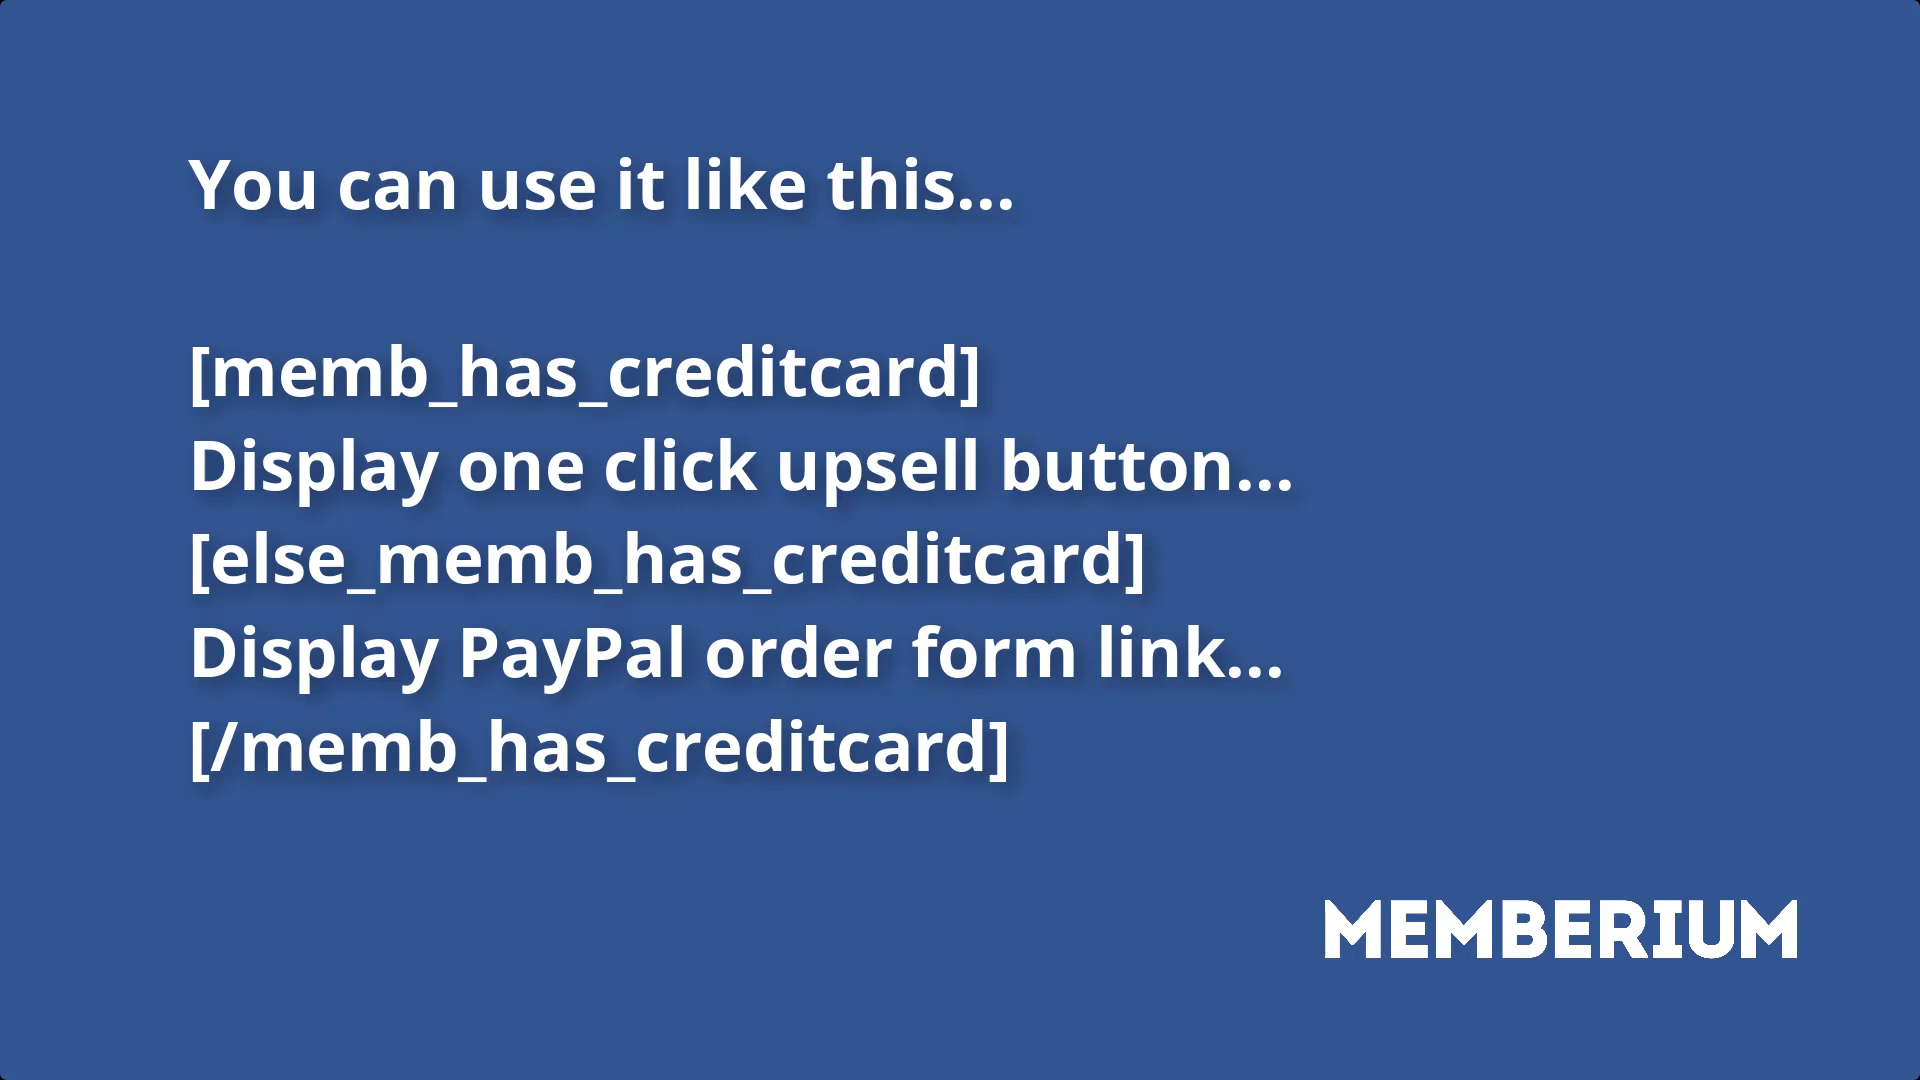 You can use it like this...
[memb_has_creditcard]
Display one click upsell button...
[else_memb_has_creditcard]
Display PayPal order form link...
[/memb_has_creditcard]
MEMBERIUM